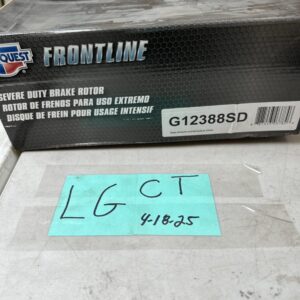 QUEST
FRONTLINE
SEVERE DUTY BRAKE ROTOR
ROTOR DE FRENOS PARA USO EXTREMO
DISQUE DE FREIN POUR USAGE INTENSIF
G12388SD
LG CT
4-18-25